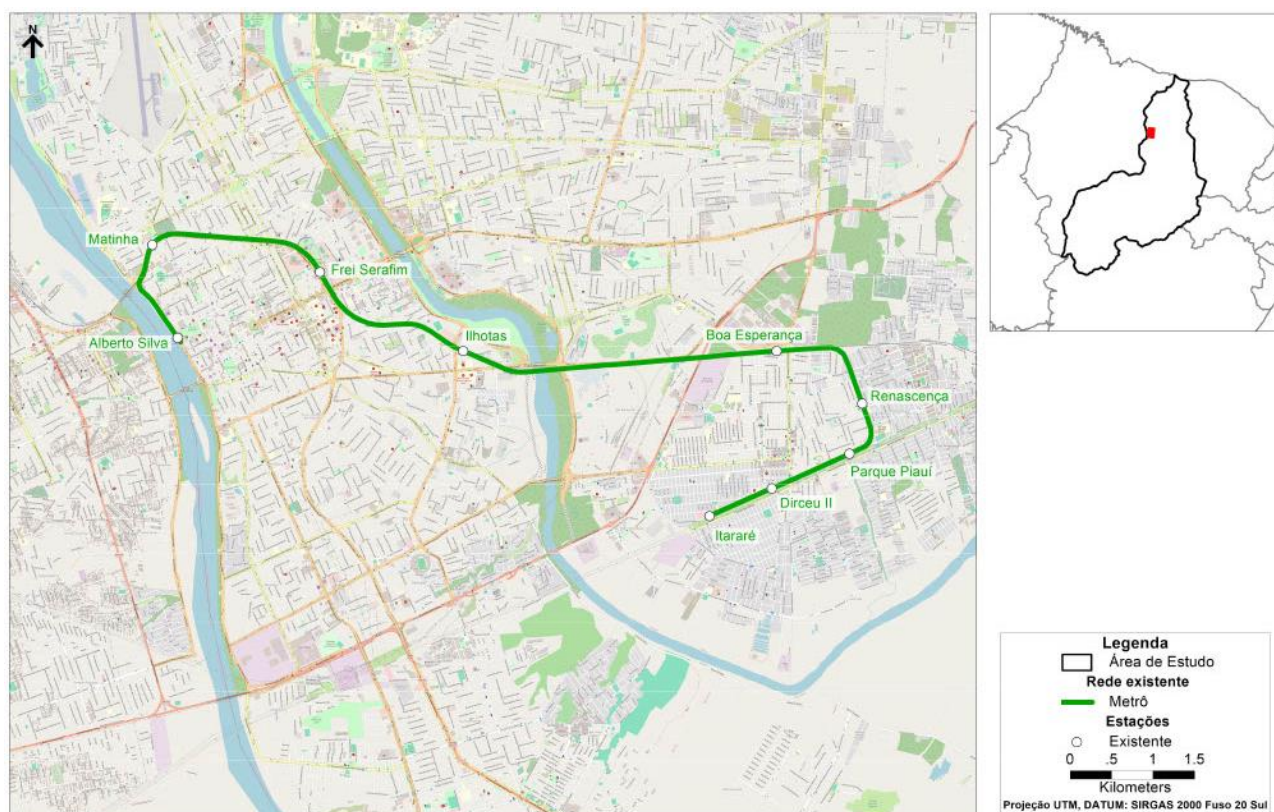 N
Matinha
Frei Serafim
Alberto Silva
Ilhotas
Boa Esperança
Renascença
Parque Piauí
Dirceu II
Itararé
Legenda
Área de Estudo
Rede existente
Metrô
Estações
Existente
0 .5 1 1.5
Kilometers
Projeção UTM, DATUM: SIRGAS 2000 Fuso 20 Sul